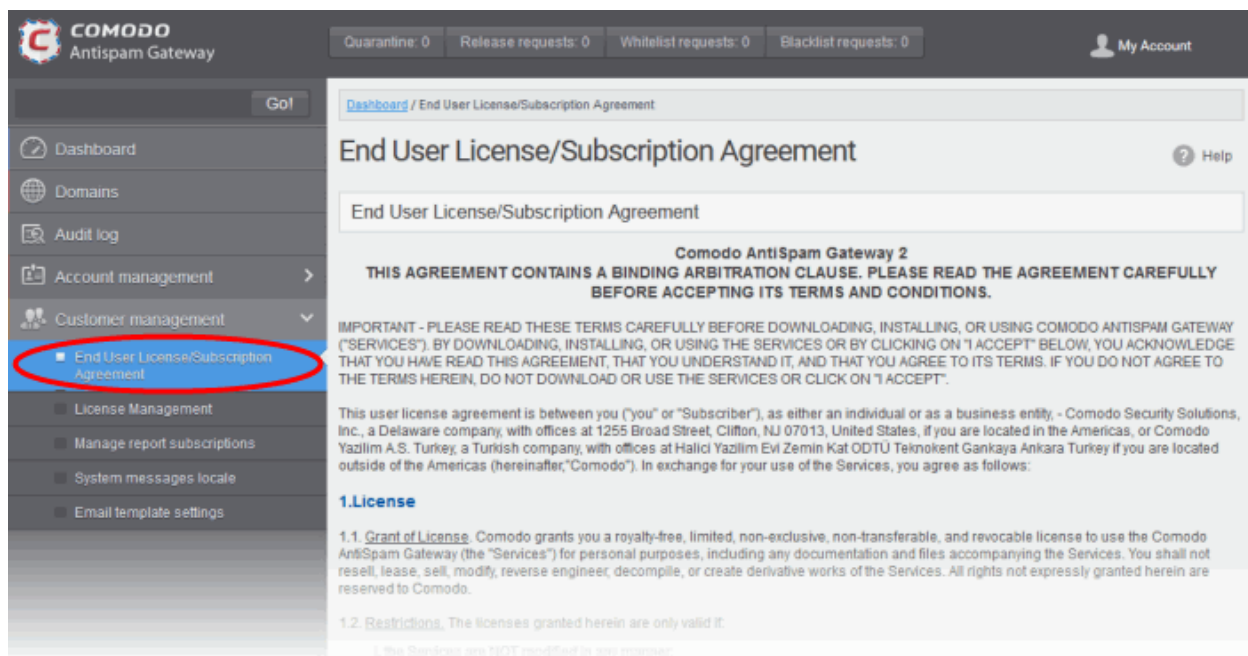 COMODO
Antispam Gateway
Quarantine: 0 Release requests: 0 Whitelist requests: 0 Blacklist requests: 0
My Account
Go!
Dashboard
Domains
Audit log
Account management
Customer management
End User License/Subscription
Agreement
License Management
Manage report subscriptions
System messages locale
Email template settings
Dashboard / End User License/Subscription Agreement
End User License/Subscription Agreement
Help
End User License/Subscription Agreement
Comodo AntiSpam Gateway 2
THIS AGREEMENT CONTAINS A BINDING ARBITRATION CLAUSE. PLEASE READ THE AGREEMENT CAREFULLY
BEFORE ACCEPTING ITS TERMS AND CONDITIONS.
IMPORTANT - PLEASE READ THESE TERMS CAREFULLY BEFORE DOWNLOADING, INSTALLING, OR USING COMODO ANTISPAM GATEWAY
("SERVICES"). BY DOWNLOADING, INSTALLING, OR USING THE SERVICES OR BY CLICKING ON "I ACCEPT" BELOW, YOU ACKNOWLEDGE
THAT YOU HAVE READ THIS AGREEMENT, THAT YOU UNDERSTAND IT, AND THAT YOU AGREE TO ITS TERMS. IF YOU DO NOT AGREE TO
THE TERMS HEREIN, DO NOT DOWNLOAD OR USE THE SERVICES OR CLICK ON "I ACCEPT".
This user license agreement is between you ("you" or "Subscriber"), as either an individual or as a business entity, - Comodo Security Solutions,
Inc., a Delaware company, with offices at 1255 Broad Street, Clifton, NJ 07013, United States, if you are located in the Americas, or Comodo
Yazilim A.S. Turkey, a Turkish company, with offices at Halici Yazilim Evi Zemin Kat ODTÜ Teknokent Gankaya Ankara Turkey if you are located
outside of the Americas (hereinafter,"Comodo"). In exchange for your use of the Services, you agree as follows:
1.License
1.1. Grant of License. Comodo grants you a royalty-free, limited, non-exclusive, non-transferable, and revocable license to use the Comodo
AntiSpam Gateway (the "Services") for personal purposes, including any documentation and files accompanying the Services. You shall not
resell, lease, sell, modify, reverse engineer, decompile, or create derivative works of the Services. All rights not expressly granted herein are
reserved to Comodo.
1.2. Restrictions. The licenses granted herein are only valid if:
i. the Services are NOT modified in any manner;